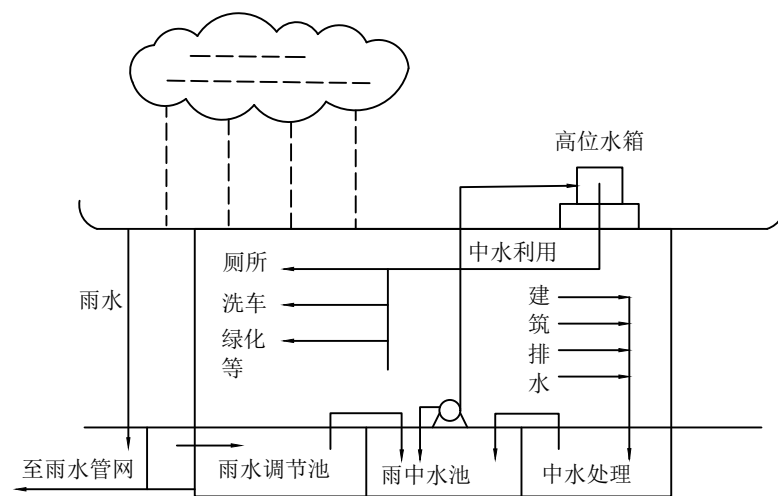 高位水箱
中水利用
厕所
洗车
绿化
等
雨水
建
筑
排
水
至雨水管网
雨水调节池
雨中水池
中水处理